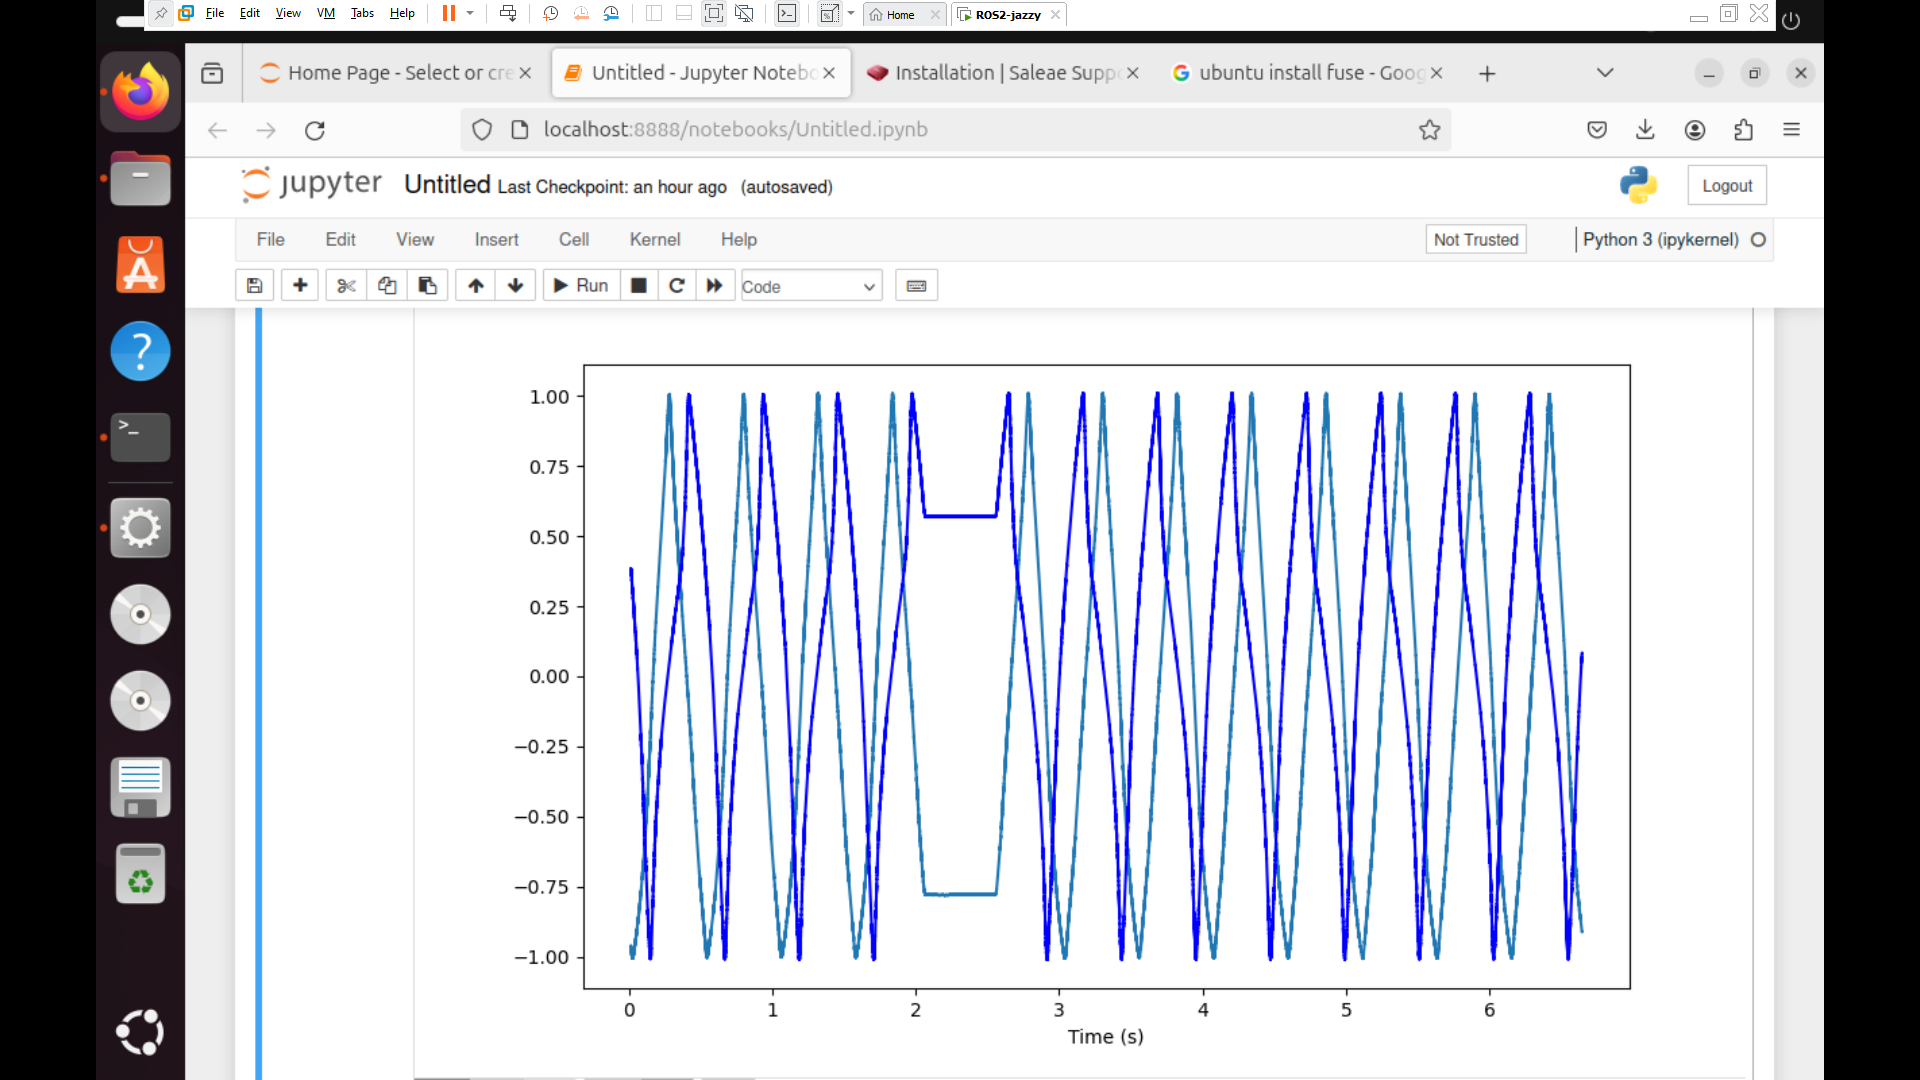 File Edit View VM Tabs Help Home ROS2-jazzy
Home Page - Select or cre Untitled - Jupyter Notebo Installation | Saleae Supp ubuntu install fuse - Goog
localhost:8888/notebooks/Untitled.ipynb
jupyter Untitled Last Checkpoint: an hour ago (autosaved) Logout
File Edit View Insert Cell Kernel Help Not Trusted Python 3 (ipykernel)
Run Code
1.00
0.75
0.50
0.25
0.00
−0.25
−0.50
−0.75
−1.00
0 1 2 3 4 5 6
Time (s)